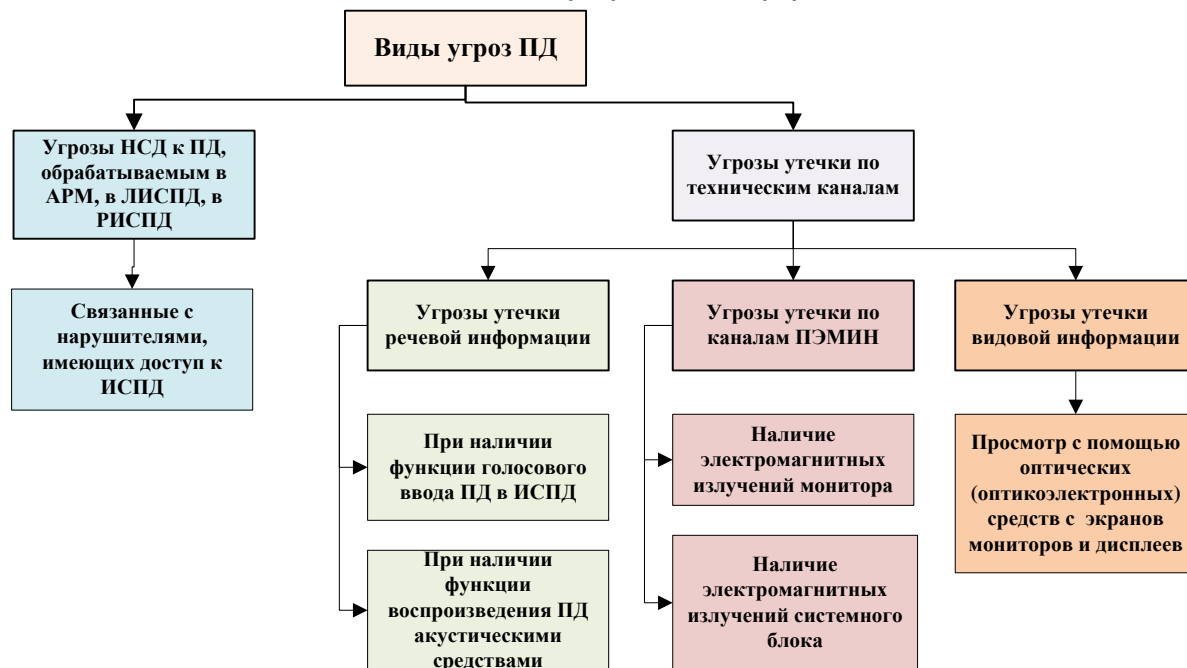 Виды угроз ПД
Угрозы НСД к ПД,
обрабатываемым в
АРМ, в ЛИСПД, в
РИСПД
Угрозы утечки по
техническим каналам
Связанные с
нарушителями,
имеющих доступ к
ИСПД
Угрозы утечки
речевой информации
Угрозы утечки по
каналам ПЭМИН
Угрозы утечки
видовой информации
При наличии
функции голосового
ввода ПД в ИСПД
Наличие
электромагнитных
излучений монитора
Просмотр с помощью
оптических
(оптикоэлектронных)
средств с экранов
мониторов и дисплеев
При наличии
функции
воспроизведения ПД
акустическими
средствами
Наличие
электромагнитных
излучений системного
блока